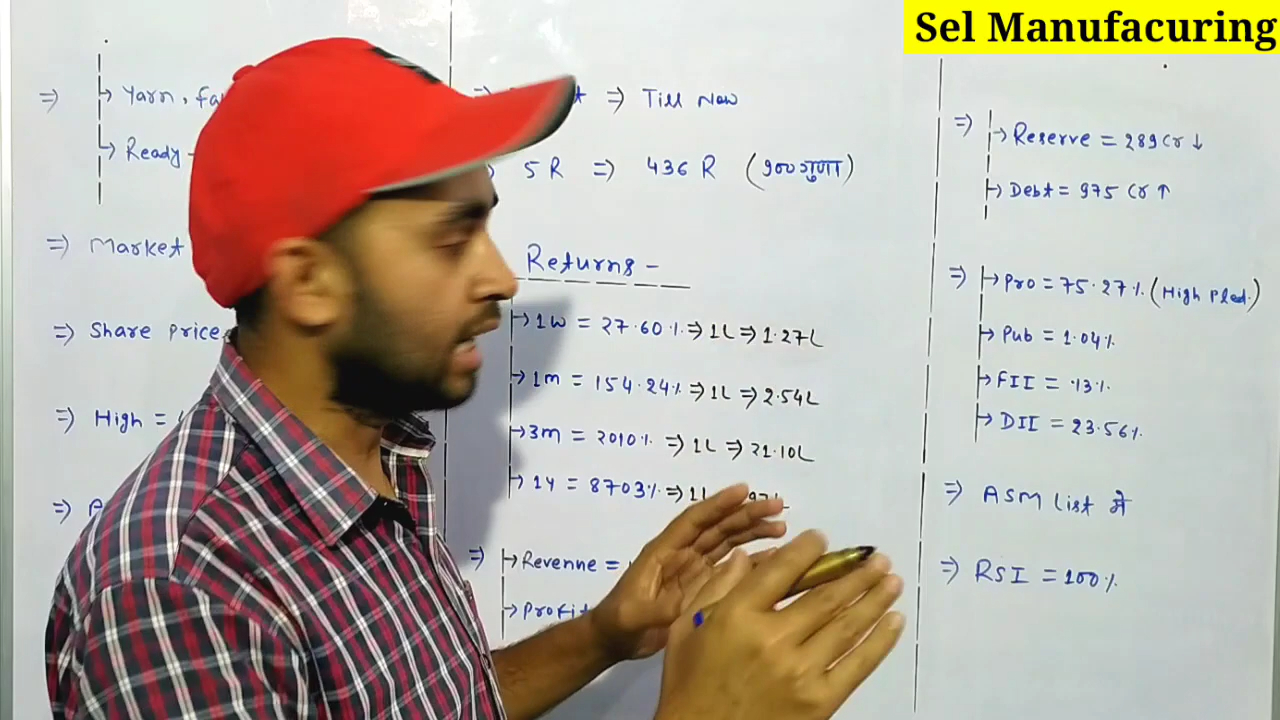 Sel Manufacuring
⇒ → Yarn, Fa
→ Ready -
⇒ Market
⇒ Share price
⇒ High =
⇒
⇒ Till Now
5 R ⇒ 436 R (900गुणा)
Returns -
→ 1W = 27.60% ⇒ 1L ⇒ 1.27L
→ 1m = 154.24% ⇒ 1L ⇒ 2.54L
→ 3m = 2010% ⇒ 1L ⇒ 21.10L
→ 1Y = 8703% ⇒ 1L
⇒ → Revenne =
→ Profit
⇒ → Reserve = 289 Cr ↓
→ Debt = 975 Cr ↑
⇒ → Pro = 75.27% (High Pled.)
→ Pub = 1.04%
→ FII = .13%
→ DII = 23.56%
⇒ ASM List में
⇒ RSI = 100%